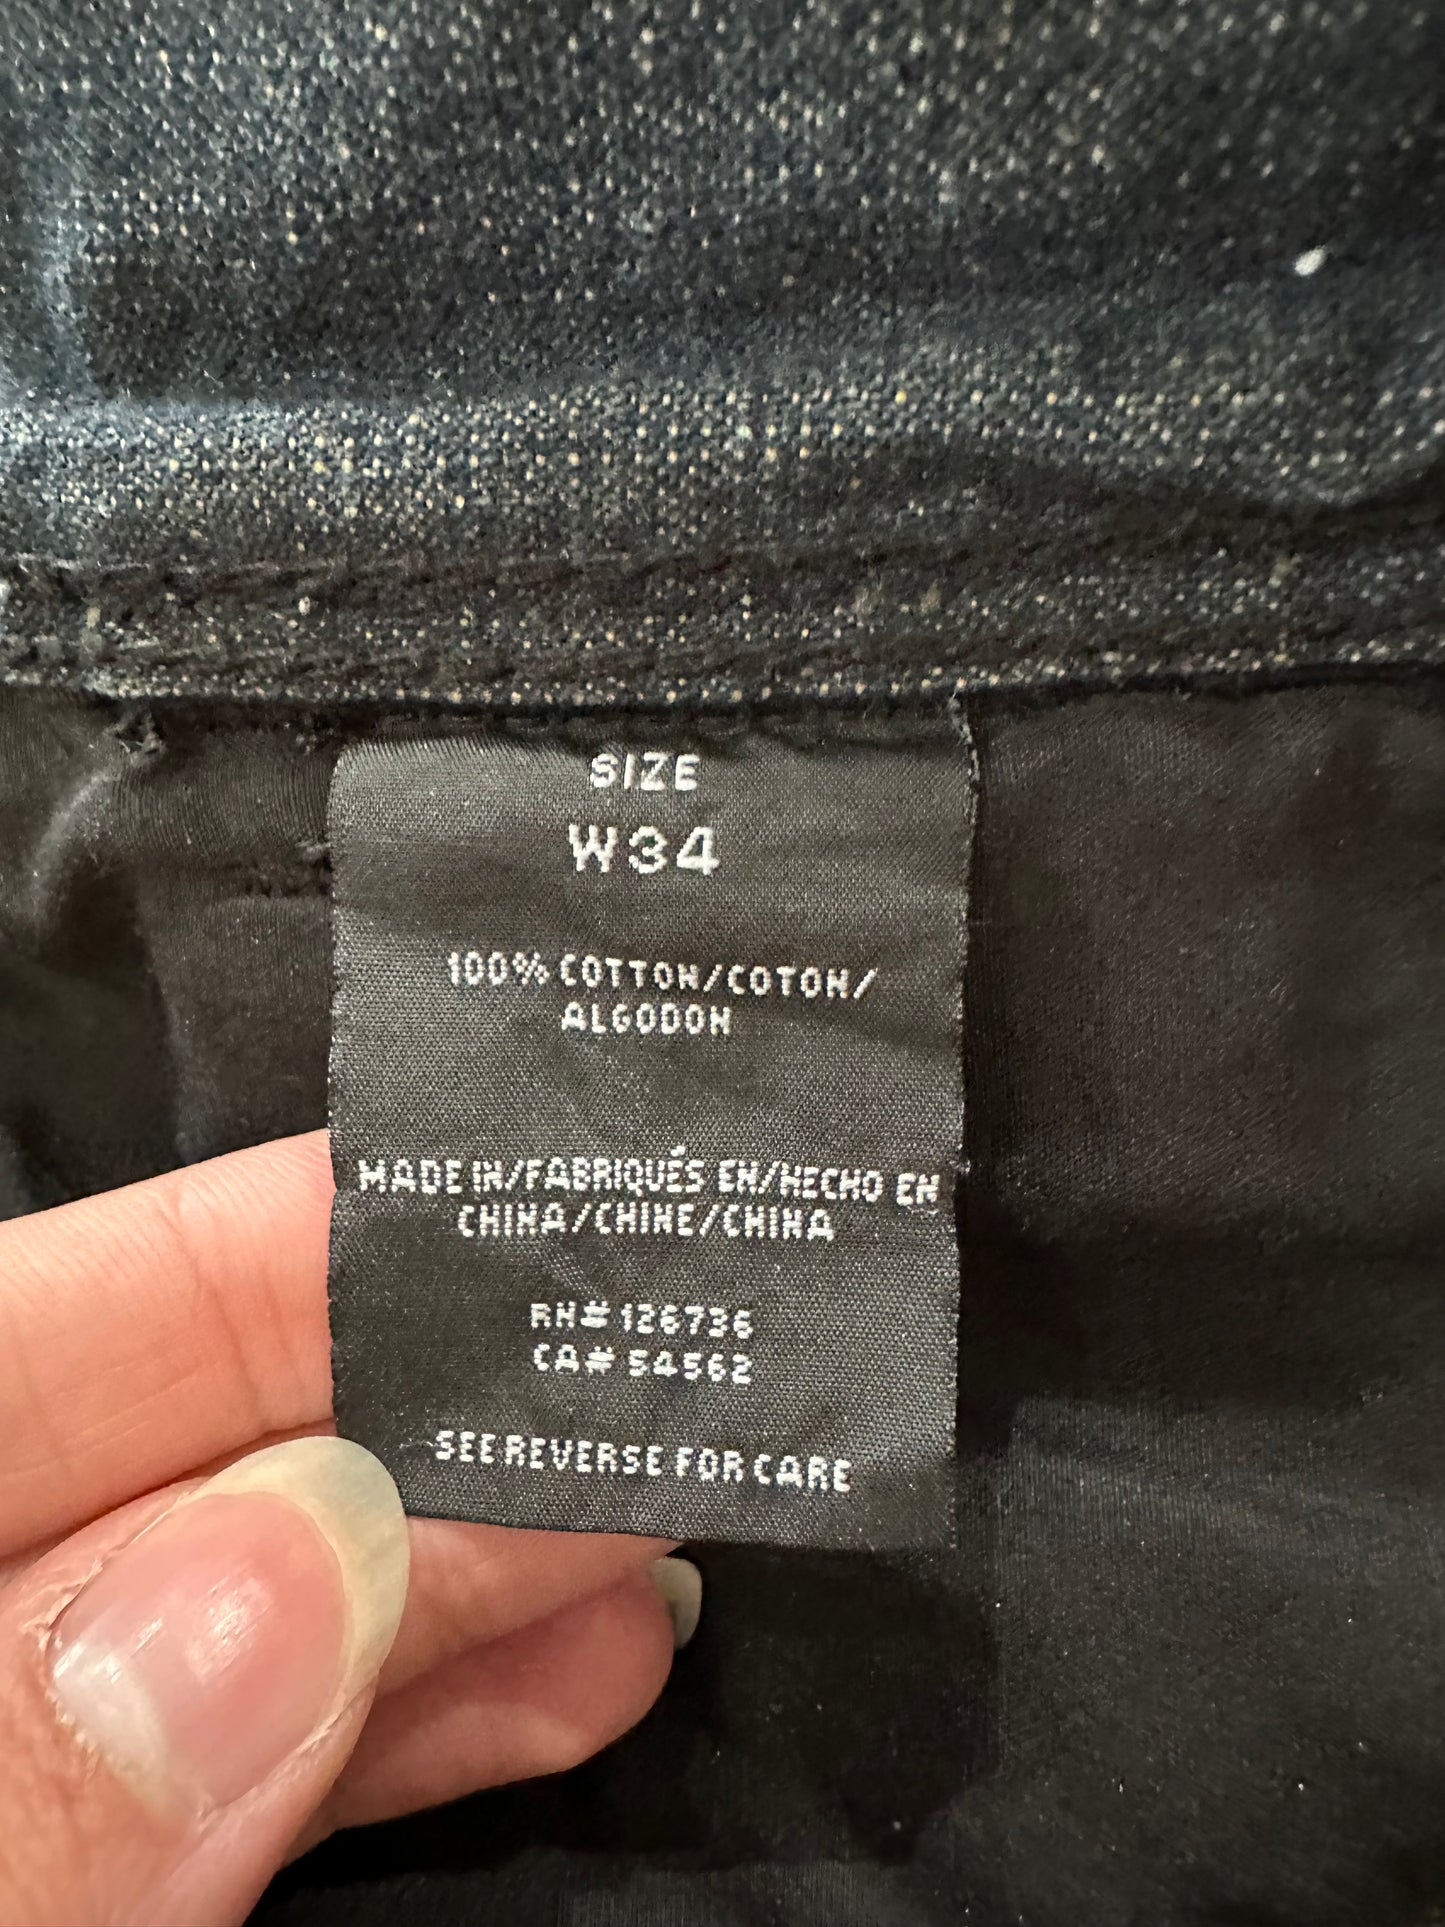 SIZE
W34
100% COTTON/COTON/
ALGODON
MADE IN/FABRIQUÉS EN/HECHO EN
CHINA/CHINE/CHINA
RN# 126736
CA# 54562
SEE REVERSE FOR CARE